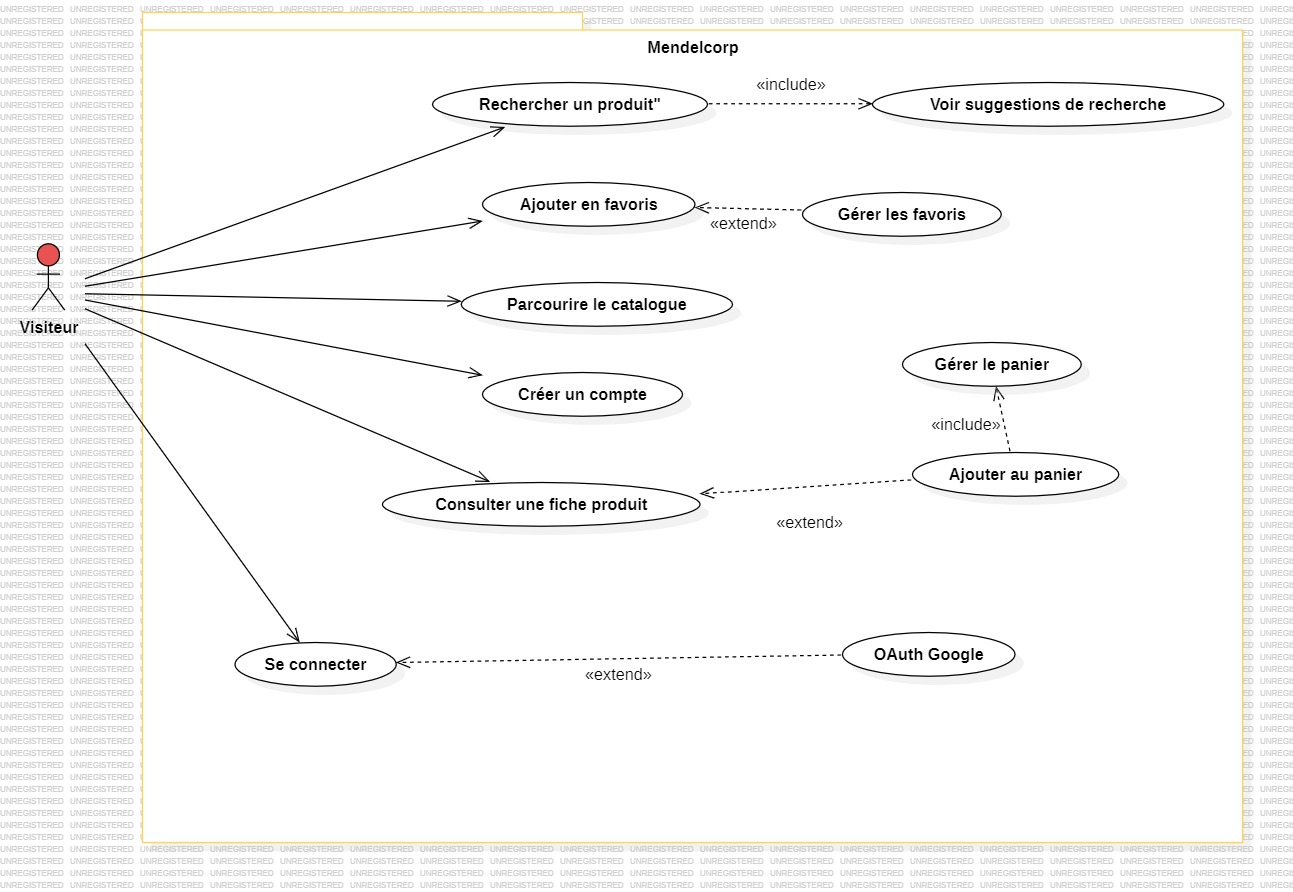 Mendelcorp
Rechercher un produit"
«include»
Voir suggestions de recherche
Ajouter en favoris
«extend»
Gérer les favoris
Visiteur
Parcourire le catalogue
Gérer le panier
Créer un compte
«include»
Ajouter au panier
Consulter une fiche produit
«extend»
Se connecter
«extend»
OAuth Google
UNREGISTERED